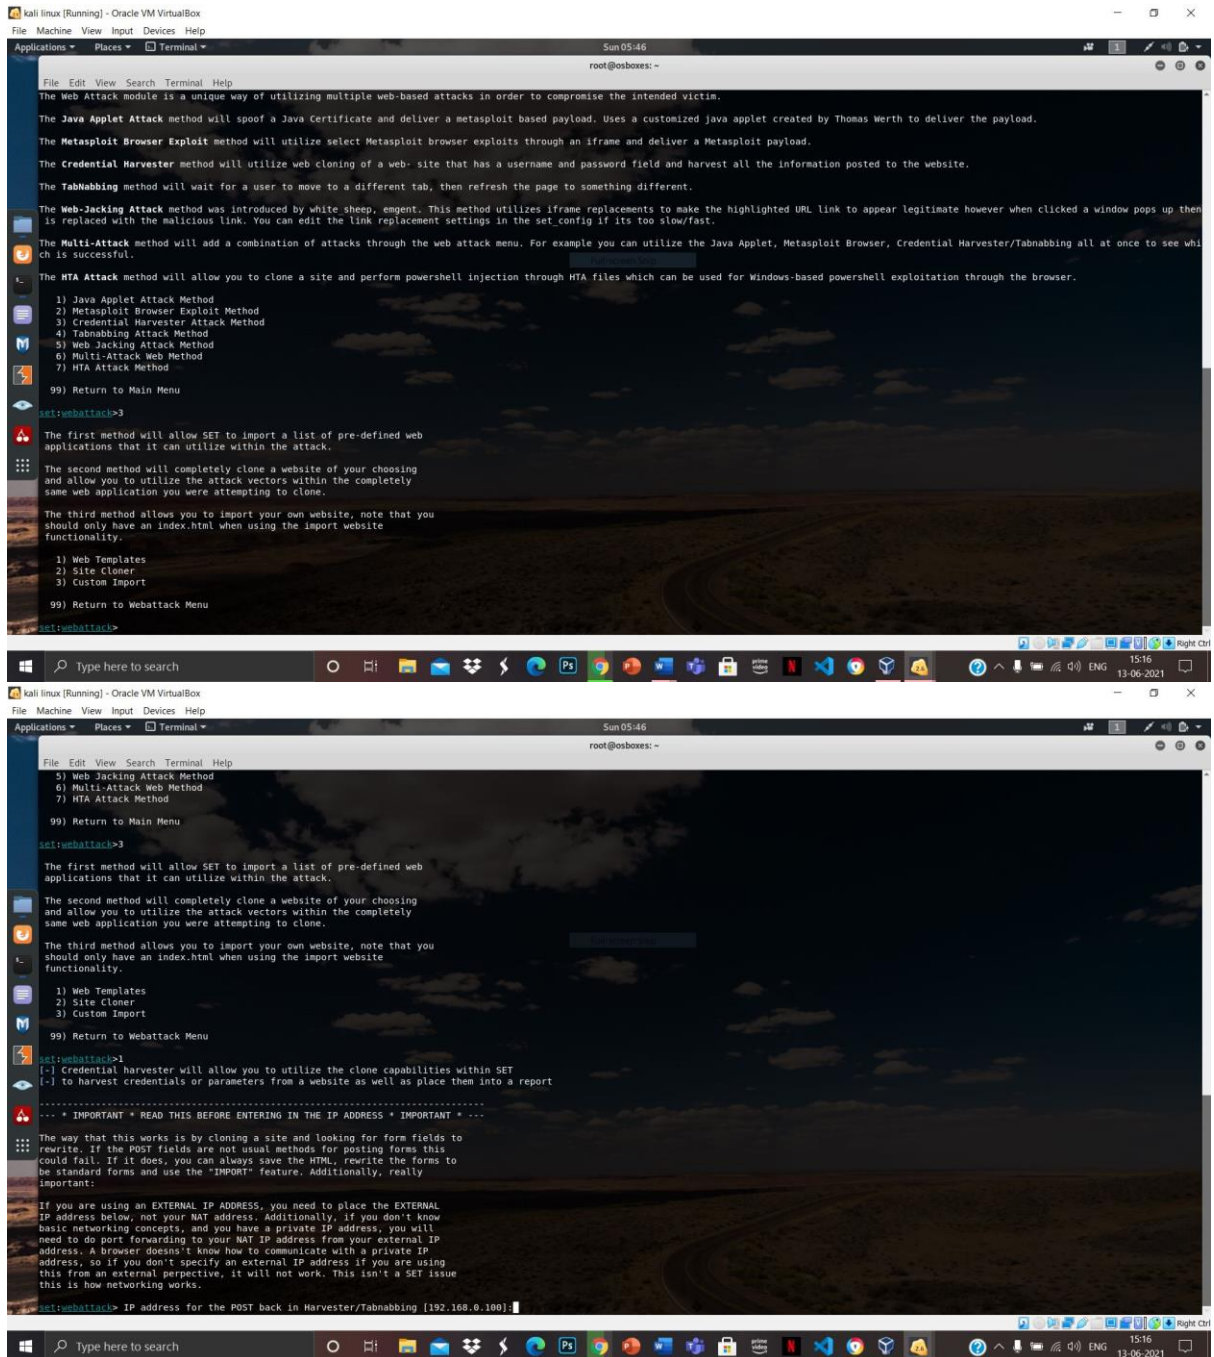 kali linux [Running] - Oracle VM VirtualBox
File Machine View Input Devices Help
Applications Places Terminal Sun 05:46 1
root@osboxes: ~
File Edit View Search Terminal Help
The Web Attack module is a unique way of utilizing multiple web-based attacks in order to compromise the intended victim.
The Java Applet Attack method will spoof a Java Certificate and deliver a metasploit based payload. Uses a customized java applet created by Thomas Werth to deliver the payload.
The Metasploit Browser Exploit method will utilize select Metasploit browser exploits through an iframe and deliver a Metasploit payload.
The Credential Harvester method will utilize web cloning of a web- site that has a username and password field and harvest all the information posted to the website.
The TabNabbing method will wait for a user to move to a different tab, then refresh the page to something different.
The Web-Jacking Attack method was introduced by white_sheep, emgent. This method utilizes iframe replacements to make the highlighted URL link to appear legitimate however when clicked a window pops up then
is replaced with the malicious link. You can edit the link replacement settings in the set_config if its too slow/fast.
The Multi-Attack method will add a combination of attacks through the web attack menu. For example you can utilize the Java Applet, Metasploit Browser, Credential Harvester/Tabnabbing all at once to see whi
ch is successful.
Full-screen Snip
The HTA Attack method will allow you to clone a site and perform powershell injection through HTA files which can be used for Windows-based powershell exploitation through the browser.
1) Java Applet Attack Method
2) Metasploit Browser Exploit Method
3) Credential Harvester Attack Method
4) Tabnabbing Attack Method
5) Web Jacking Attack Method
6) Multi-Attack Web Method
7) HTA Attack Method
99) Return to Main Menu
set:webattack>3
The first method will allow SET to import a list of pre-defined web
applications that it can utilize within the attack.
The second method will completely clone a website of your choosing
and allow you to utilize the attack vectors within the completely
same web application you were attempting to clone.
The third method allows you to import your own website, note that you
should only have an index.html when using the import website
functionality.
1) Web Templates
2) Site Cloner
3) Custom Import
99) Return to Webattack Menu
set:webattack>
Right Ctrl
Type here to search Ps prime video N ENG 15:16
13-06-2021
kali linux [Running] - Oracle VM VirtualBox
File Machine View Input Devices Help
Applications Places Terminal Sun 05:46 1
root@osboxes: ~
File Edit View Search Terminal Help
5) Web Jacking Attack Method
6) Multi-Attack Web Method
7) HTA Attack Method
99) Return to Main Menu
set:webattack>3
The first method will allow SET to import a list of pre-defined web
applications that it can utilize within the attack.
The second method will completely clone a website of your choosing
and allow you to utilize the attack vectors within the completely
same web application you were attempting to clone.
Full-screen Snip
The third method allows you to import your own website, note that you
should only have an index.html when using the import website
functionality.
1) Web Templates
2) Site Cloner
3) Custom Import
99) Return to Webattack Menu
set:webattack>1
[-] Credential harvester will allow you to utilize the clone capabilities within SET
[-] to harvest credentials or parameters from a website as well as place them into a report
-------------------------------------------------------------------------------
--- * IMPORTANT * READ THIS BEFORE ENTERING IN THE IP ADDRESS * IMPORTANT * ---
The way that this works is by cloning a site and looking for form fields to
rewrite. If the POST fields are not usual methods for posting forms this
could fail. If it does, you can always save the HTML, rewrite the forms to
be standard forms and use the "IMPORT" feature. Additionally, really
important:
If you are using an EXTERNAL IP ADDRESS, you need to place the EXTERNAL
IP address below, not your NAT address. Additionally, if you don't know
basic networking concepts, and you have a private IP address, you will
need to do port forwarding to your NAT IP address from your external IP
address. A browser doesns't know how to communicate with a private IP
address, so if you don't specify an external IP address if you are using
this from an external perpective, it will not work. This isn't a SET issue
this is how networking works.
set:webattack> IP address for the POST back in Harvester/Tabnabbing [192.168.0.100]:
Right Ctrl
Type here to search Ps prime video N ENG 15:16
13-06-2021